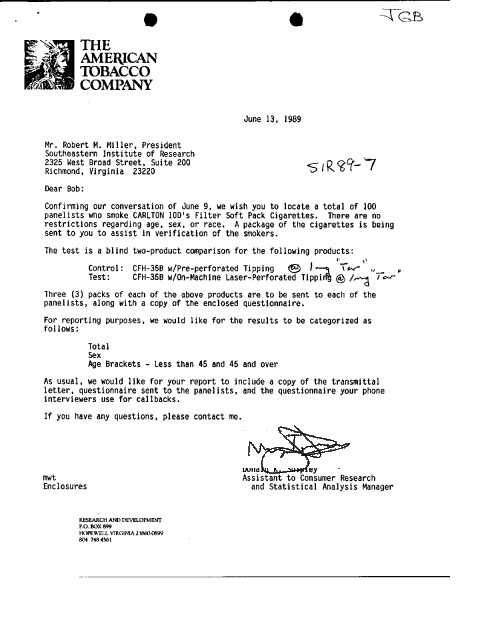 JGB
THE
AMERICAN
TOBACCO
COMPANY
June 13, 1989
Mr. Robert M. Miller, President
Southeastern Institute of Research
2325 West Broad Street, Suite 200
Richmond, Virginia 23220
SIR89-7
Dear Bob:
Confirming our conversation of June 9, we wish you to locate a total of 100
panelists who smoke CARLTON 100's Filter Soft Pack Cigarettes. There are no
restrictions regarding age, sex, or race. A package of the cigarettes is being
sent to you to assist in verification of the smokers.
The test is a blind two-product comparison for the following products:
Control: CFH-35B w/Pre-perforated Tipping @ 1mg "Tar"
Test: CFH-35B w/On-Machine Laser-Perforated Tipping @ 1mg "Tar"
Three (3) packs of each of the above products are to be sent to each of the
panelists, along with a copy of the enclosed questionnaire.
For reporting purposes, we would like for the results to be categorized as
follows:
Total
Sex
Age Brackets - Less than 45 and 45 and over
As usual, we would like for your report to include a copy of the transmittal
letter, questionnaire sent to the panelists, and the questionnaire your phone
interviewers use for callbacks.
If you have any questions, please contact me.
mwt
Enclosures
Assistant to Consumer Research
and Statistical Analysis Manager
RESEARCH AND DEVELOPMENT
P.O. BOX 899
HOPEWELL VIRGINIA 23860-0899
804 748-4561